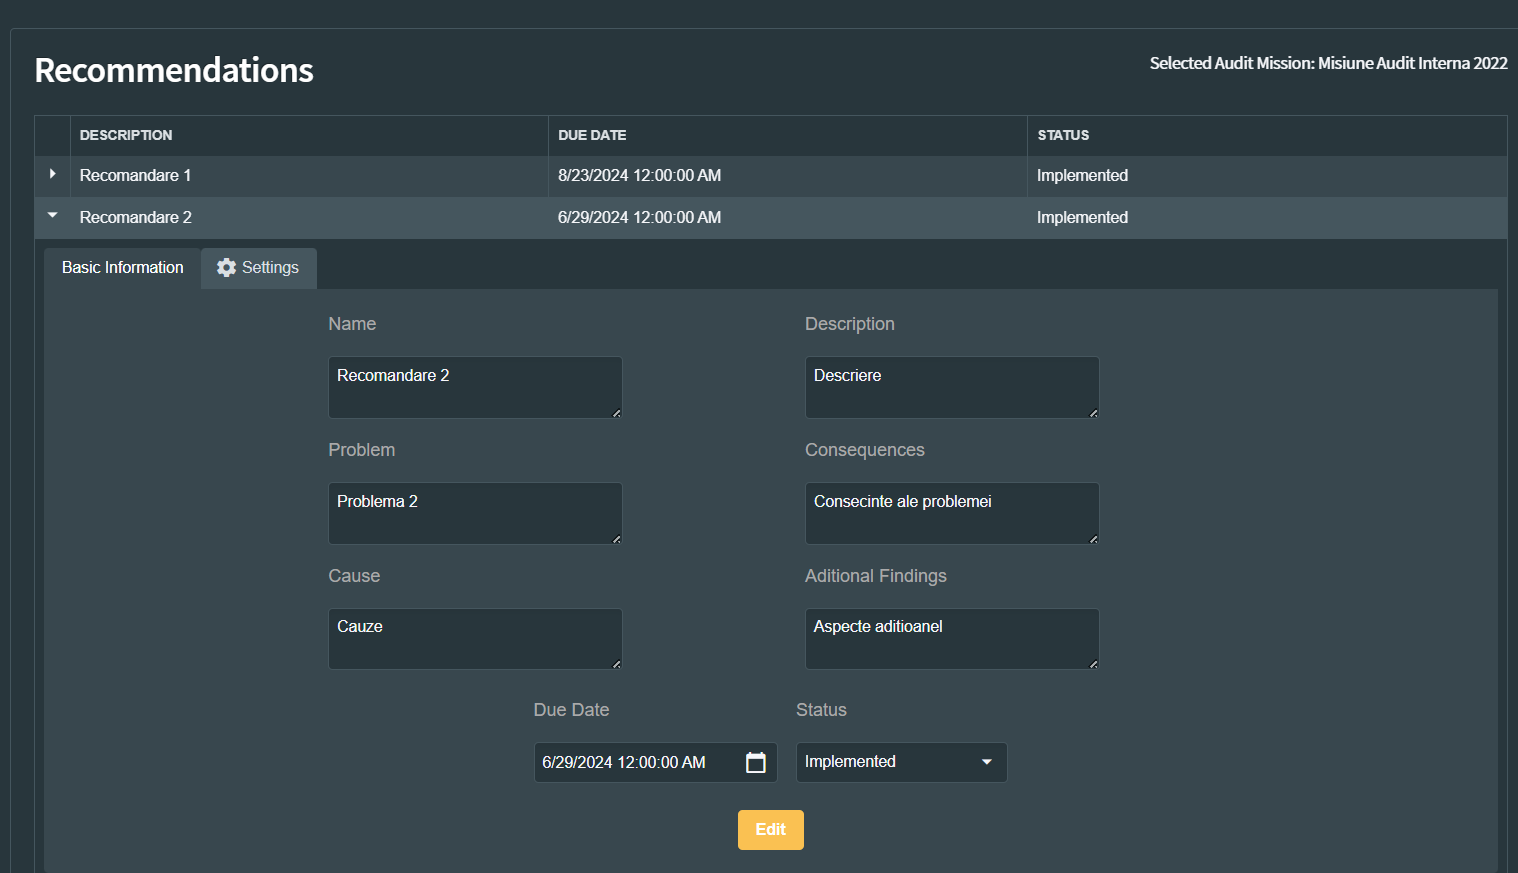 Recommendations
Selected Audit Mission: Misiune Audit Interna 2022
DESCRIPTION DUE DATE STATUS
Recomandare 1 8/23/2024 12:00:00 AM Implemented
Recomandare 2 6/29/2024 12:00:00 AM Implemented
Basic Information Settings
Name Description
Recomandare 2 Descriere
Problem Consequences
Problema 2 Consecinte ale problemei
Cause Aditional Findings
Cauze Aspecte aditioanel
Due Date Status
6/29/2024 12:00:00 AM Implemented
Edit